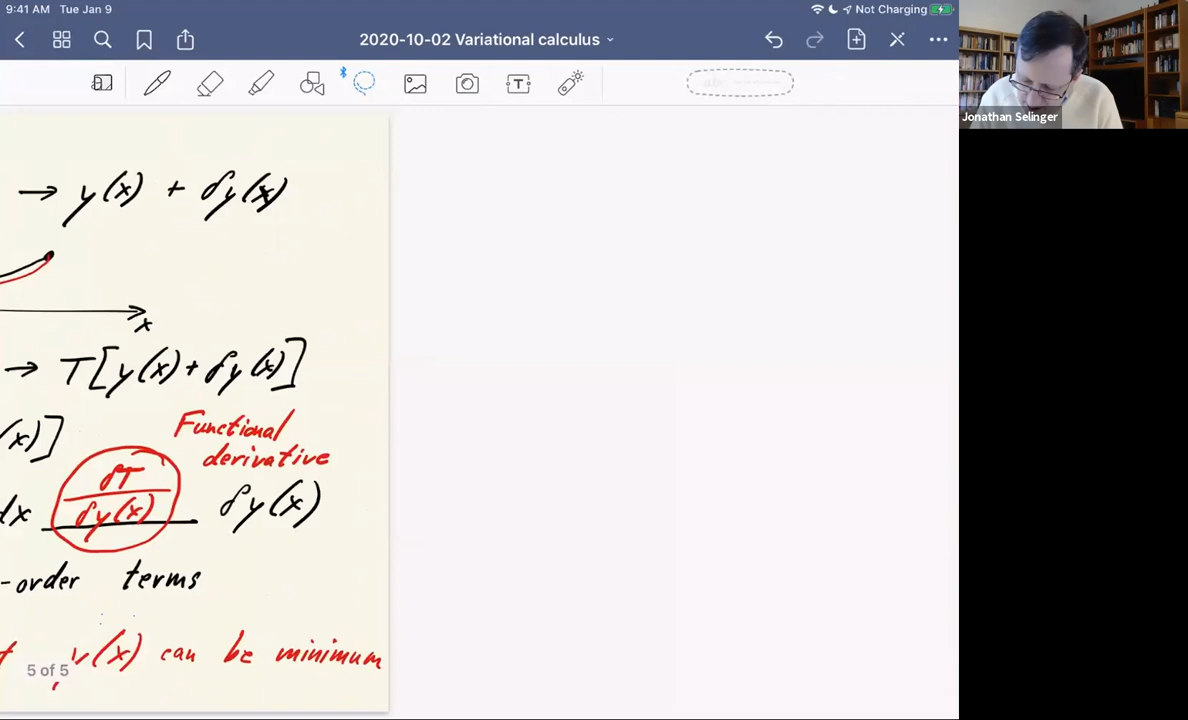 9:41 AM Tue Jan 9
Not Charging
2020-10-02 Variational calculus
Jonathan Selinger
→ y(x) + δy(x)
x
→ T[y(x) + δy(x)]
(x)]
Functional
derivative
dx δT/δy(x) δy(x)
-order terms
y(x) can be minimum
5 of 5